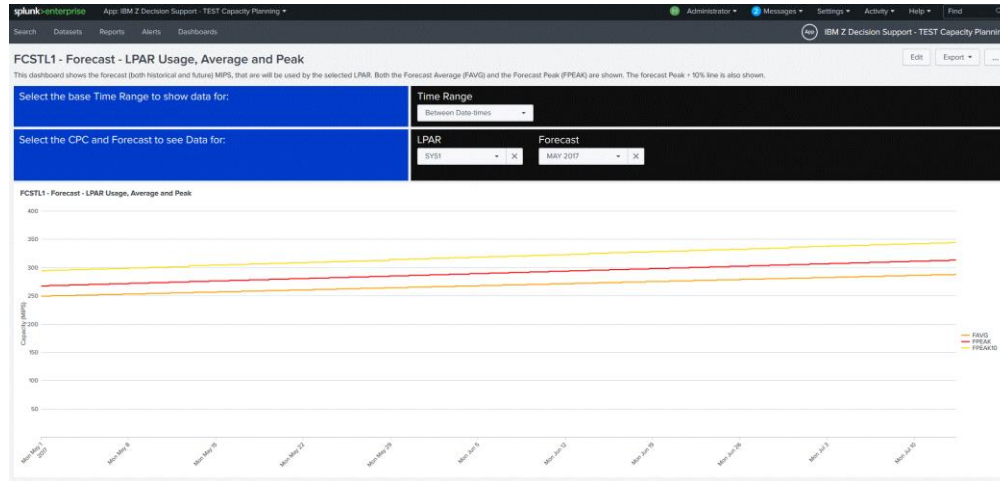 splunk>enterprise App: IBM Z Decision Support - TEST Capacity Planning Administrator 2 Messages Settings Activity Help Find
Search Datasets Reports Alerts Dashboards App IBM Z Decision Support - TEST Capacity Plannin
FCSTL1 - Forecast - LPAR Usage, Average and Peak Edit Export ...
This dashboard shows the forecast (both historical and future) MIPS, that are will be used by the selected LPAR. Both the Forecast Average (FAVG) and the Forecast Peak (FPEAK) are shown. The forecast Peak + 10% line is also shown.
Select the base Time Range to show data for: Time Range
Between Date-times
Select the CPC and Forecast to see Data for: LPAR Forecast
SYS1 MAY 2017
FCSTL1 - Forecast - LPAR Usage, Average and Peak
400
350
300
250
200
150
100
50
Capacity (MIPS)
FAVG
FPEAK
FPEAK10
Mon May 1 Mon May 8 Mon May 15 Mon May 22 Mon May 29 Mon Jun 5 Mon Jun 12 Mon Jun 19 Mon Jun 26 Mon Jul 3 Mon Jul 10
2017